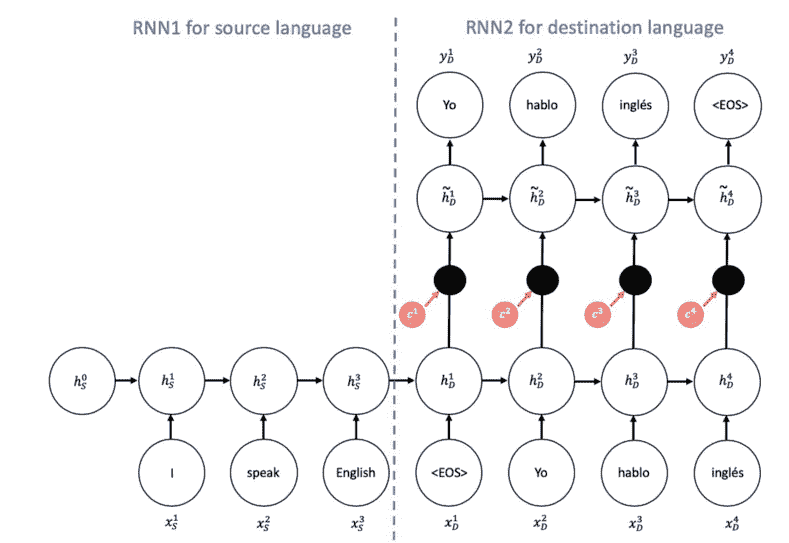 RNN1 for source language
RNN2 for destination language
y_D^1 y_D^2 y_D^3 y_D^4
Yo hablo inglés <EOS>
h̃_D^1 h̃_D^2 h̃_D^3 h̃_D^4
c^1 c^2 c^3 c^4
h_S^0 h_S^1 h_S^2 h_S^3 h_D^1 h_D^2 h_D^3 h_D^4
I speak English <EOS> Yo hablo inglés
x_S^1 x_S^2 x_S^3 x_D^1 x_D^2 x_D^3 x_D^4